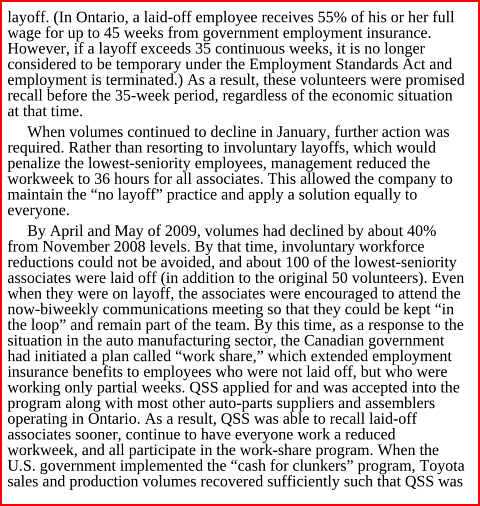 layoff. (In Ontario, a laid-off employee receives 55% of his or her full
wage for up to 45 weeks from government employment insurance.
However, if a layoff exceeds 35 continuous weeks, it is no longer
considered to be temporary under the Employment Standards Act and
employment is terminated.) As a result, these volunteers were promised
recall before the 35-week period, regardless of the economic situation
at that time.
When volumes continued to decline in January, further action was
required. Rather than resorting to involuntary layoffs, which would
penalize the lowest-seniority employees, management reduced the
workweek to 36 hours for all associates. This allowed the company to
maintain the “no layoff” practice and apply a solution equally to
everyone.
By April and May of 2009, volumes had declined by about 40%
from November 2008 levels. By that time, involuntary workforce
reductions could not be avoided, and about 100 of the lowest-seniority
associates were laid off (in addition to the original 50 volunteers). Even
when they were on layoff, the associates were encouraged to attend the
now-biweekly communications meeting so that they could be kept “in
the loop” and remain part of the team. By this time, as a response to the
situation in the auto manufacturing sector, the Canadian government
had initiated a plan called “work share,” which extended employment
insurance benefits to employees who were not laid off, but who were
working only partial weeks. QSS applied for and was accepted into the
program along with most other auto-parts suppliers and assemblers
operating in Ontario. As a result, QSS was able to recall laid-off
associates sooner, continue to have everyone work a reduced
workweek, and all participate in the work-share program. When the
U.S. government implemented the “cash for clunkers” program, Toyota
sales and production volumes recovered sufficiently such that QSS was